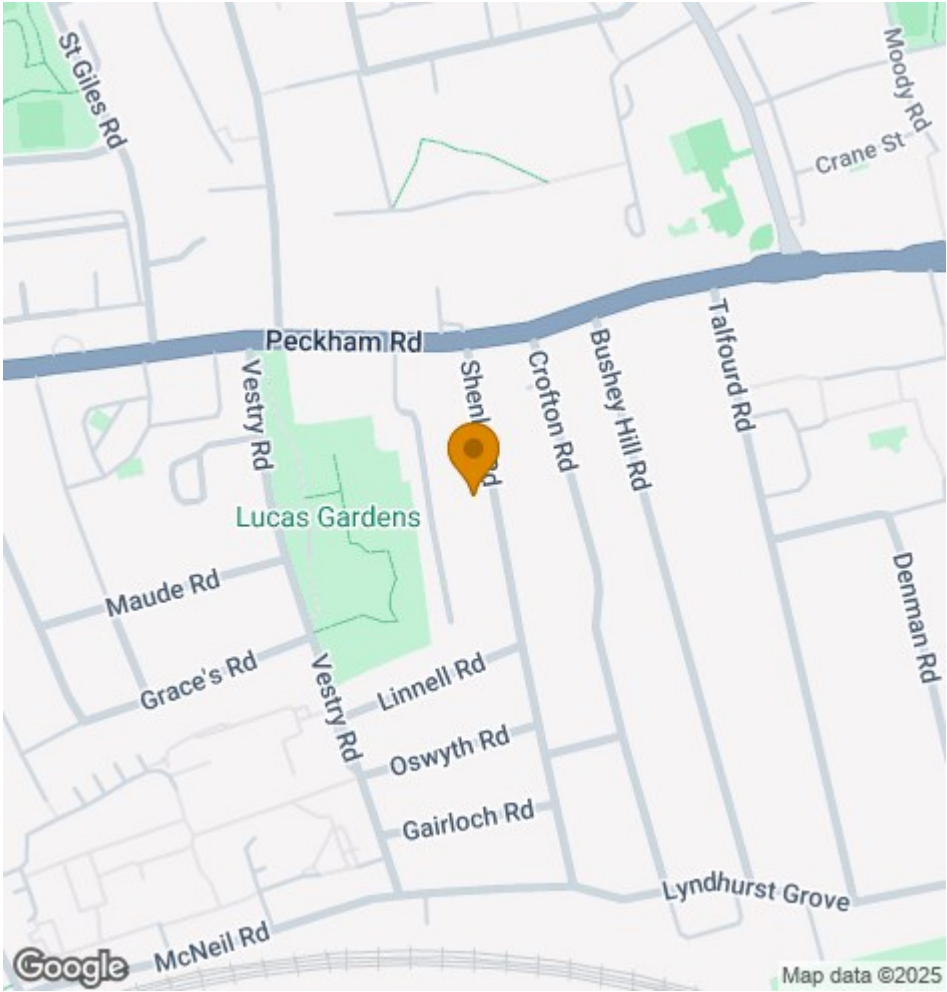 St Giles Rd
Moody Rd
Crane St
Peckham Rd
Vestry Rd
Crofton Rd
Bushey Hill Rd
Talfourd Rd
Lucas Gardens
Maude Rd
Denman Rd
Grace's Rd
Linnell Rd
Vestry Rd
Oswyth Rd
Gairloch Rd
Lyndhurst Grove
McNeil Rd
Google
Map data ©2025